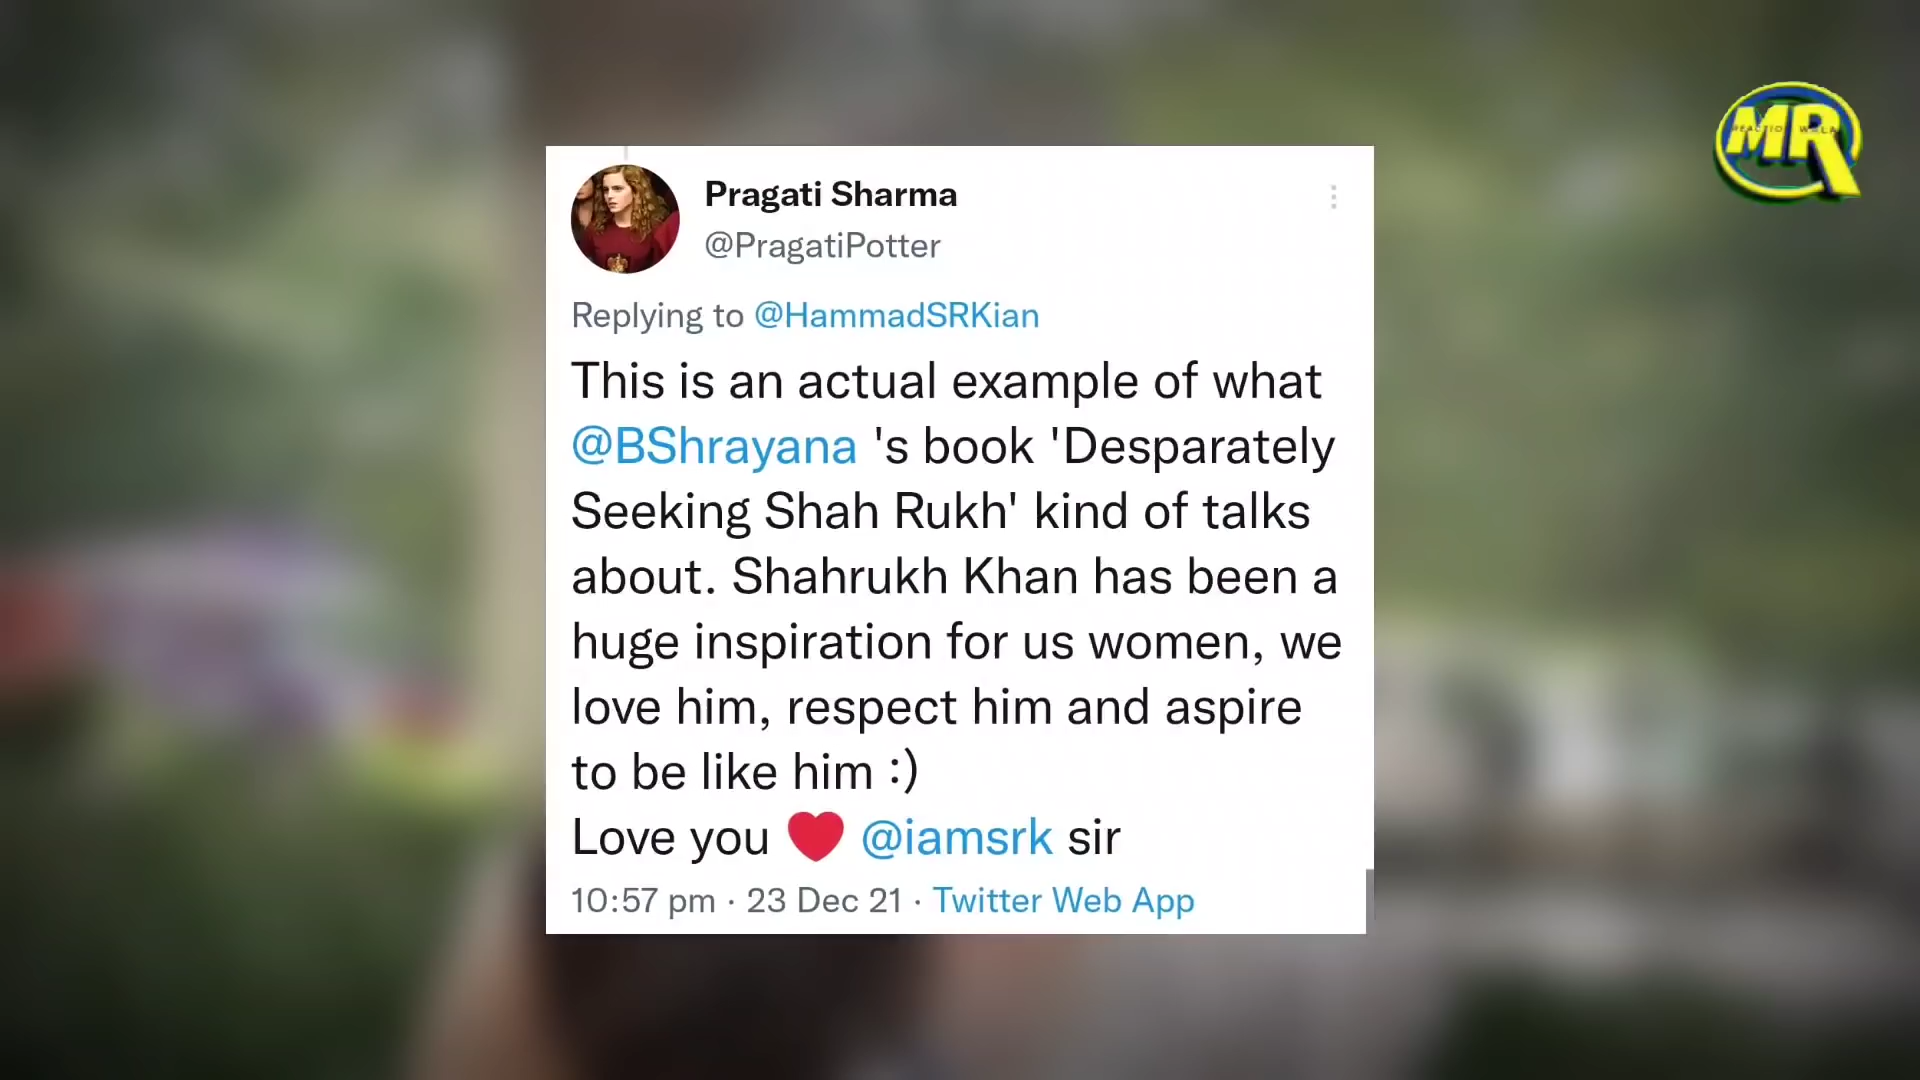 Pragati Sharma
@PragatiPotter
Replying to @HammadSRKian
This is an actual example of what
@BShrayana 's book 'Desparately
Seeking Shah Rukh' kind of talks
about. Shahrukh Khan has been a
huge inspiration for us women, we
love him, respect him and aspire
to be like him :)
Love you ❤️ @iamsrk sir
10:57 pm · 23 Dec 21 · Twitter Web App
MR
REACTION WALA